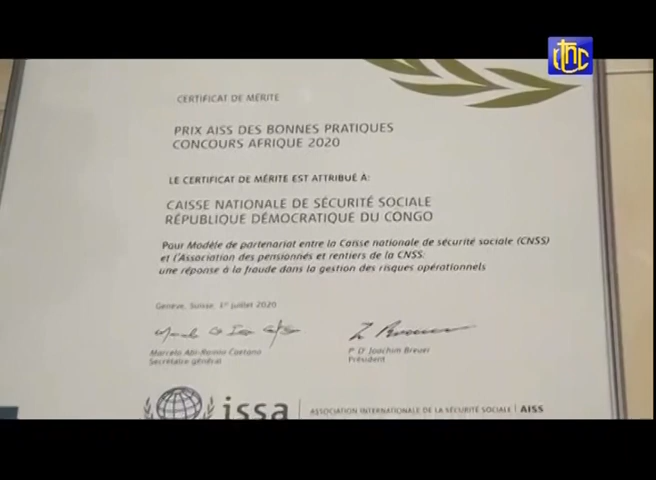 rtnc
CERTIFICAT DE MÉRITE
PRIX AISS DES BONNES PRATIQUES
CONCOURS AFRIQUE 2020
LE CERTIFICAT DE MÉRITE EST ATTRIBUÉ À:
CAISSE NATIONALE DE SÉCURITÉ SOCIALE
RÉPUBLIQUE DÉMOCRATIQUE DU CONGO
Pour Modèle de partenariat entre la Caisse nationale de sécurité sociale (CNSS)
et l'Association des pensionnés et rentiers de la CNSS:
une réponse à la fraude dans la gestion des risques opérationnels
Genève, Suisse, 1er juillet 2020
Marcelo Abi-Ramia Caetano
Secrétaire général
Pr Dr Joachim Breuer
Président
issa
ASSOCIATION INTERNATIONALE DE LA SÉCURITÉ SOCIALE | AISS